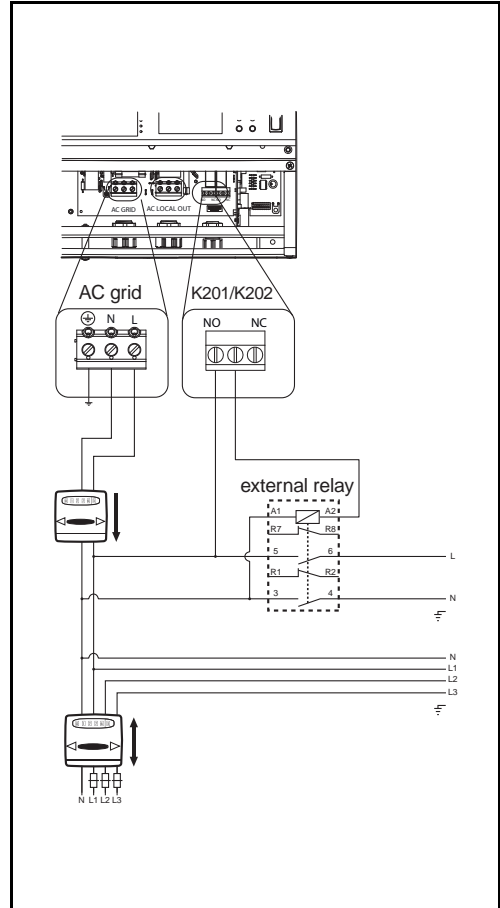 AC GRID AC LOCAL OUT
AC grid
K201/K202
N L
NO NC
external relay
A1 A2
R7 R8
5 6
L
R1 R2
3 4
N
N
L1
L2
L3
N L1 L2 L3